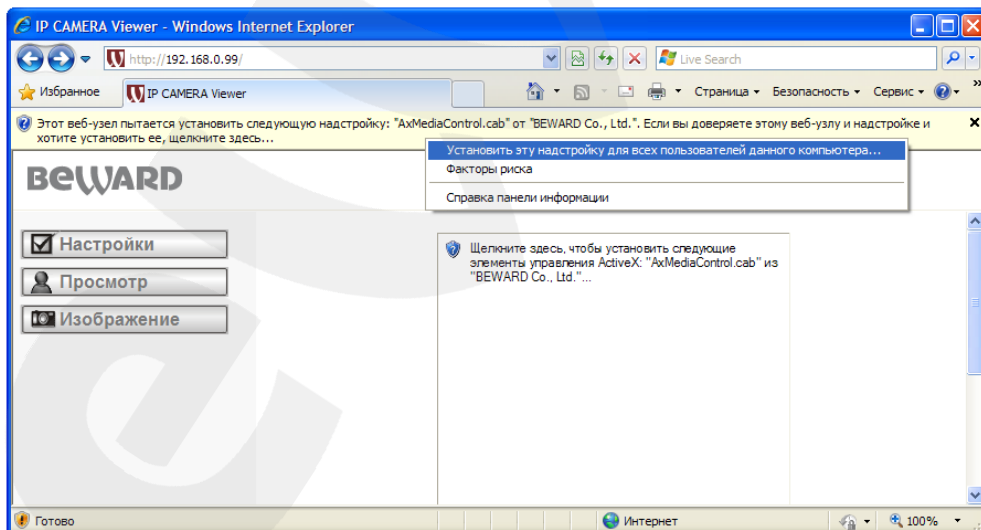 IP CAMERA Viewer - Windows Internet Explorer
http://192.168.0.99/
Live Search
Избранное
IP CAMERA Viewer
Страница
Безопасность
Сервис
Этот веб-узел пытается установить следующую надстройку: "AxMediaControl.cab" от "BEWARD Co., Ltd.". Если вы доверяете этому веб-узлу и надстройке и
хотите установить ее, щелкните здесь...
Установить эту надстройку для всех пользователей данного компьютера...
Факторы риска
Справка панели информации
BEWARD
Настройки
Просмотр
Изображение
Щелкните здесь, чтобы установить следующие
элементы управления ActiveX: "AxMediaControl.cab" из
"BEWARD Co., Ltd."...
Готово
Интернет
100%